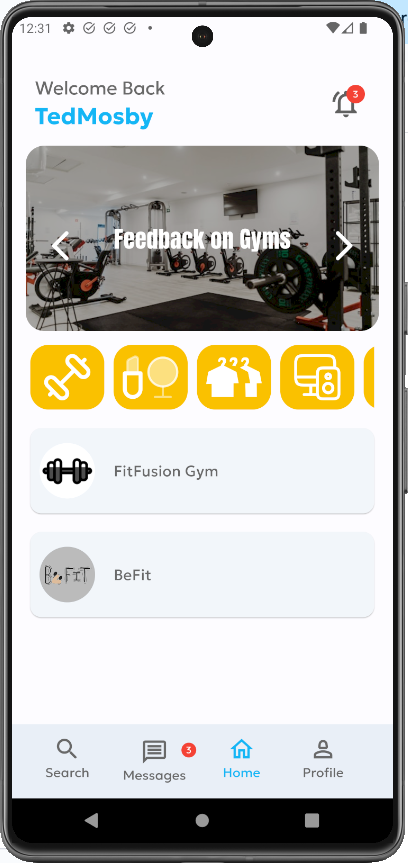 12:31
Welcome Back
TedMosby
3
Feedback on Gyms
???
FitFusion Gym
BeFiT
BeFit
3
Search
Messages
Home
Profile